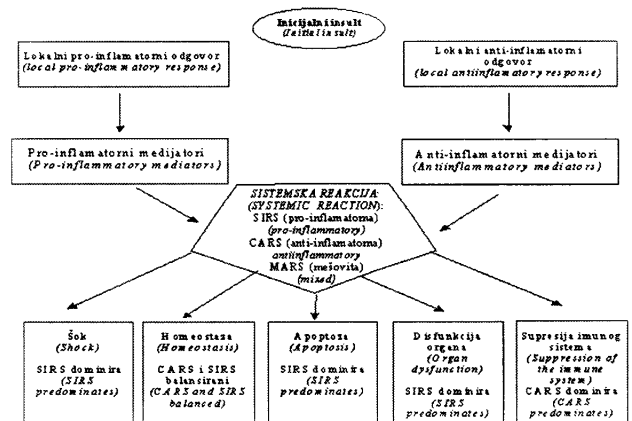 Inicijalni insult
(Initial insult)
Lokalni pro-inflamatorni odgovor
(local pro-inflammatory response)
Lokalni anti-inflamatorni
odgovor
(local antiinflamatory response)
Pro-inflamatorni medijatori
(Pro-inflammatory mediators)
Anti-inflamatorni medijatori
(Antiinflammatory mediators)
SISTEMSKA REAKCIJA:
(SYSTEMIC REACTION):
SIRS (pro-inflamatorna)
(pro-inflammatory)
CARS (anti-inflamatorna)
antiinflammatory)
MARS (mešovita)
(mixed)
Šok
(Shock)
SIRS dominira
(SIRS
predominates)
Homeostaza
(Homeostasis)
CARS i SIRS
balansirani
(CARS and SIRS
balanced)
Apoptoza
(Apoptosis)
SIRS dominira
(SIRS
predominates)
Disfunkcija
organa
(Organ
dysfunction)
SIRS dominira
(SIRS
predominates)
Supresija imunog
sistema
(Suppression of
the immune
system)
CARS dominira
(CARS
predominates)